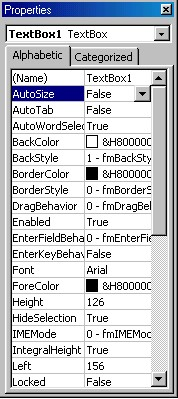 Properties
TextBox1 TextBox
Alphabetic Categorized
(Name) TextBox1
AutoSize False
AutoTab False
AutoWordSelec True
BackColor &H800000
BackStyle 1 - fmBackSty
BorderColor &H800000
BorderStyle 0 - fmBorderS
DragBehavior 0 - fmDragBel
Enabled True
EnterFieldBeha 0 - fmEnterFie
EnterKeyBehav False
Font Arial
ForeColor &H800000
Height 126
HideSelection True
IMEMode 0 - fmIMEMoc
IntegralHeight True
Left 156
Locked False